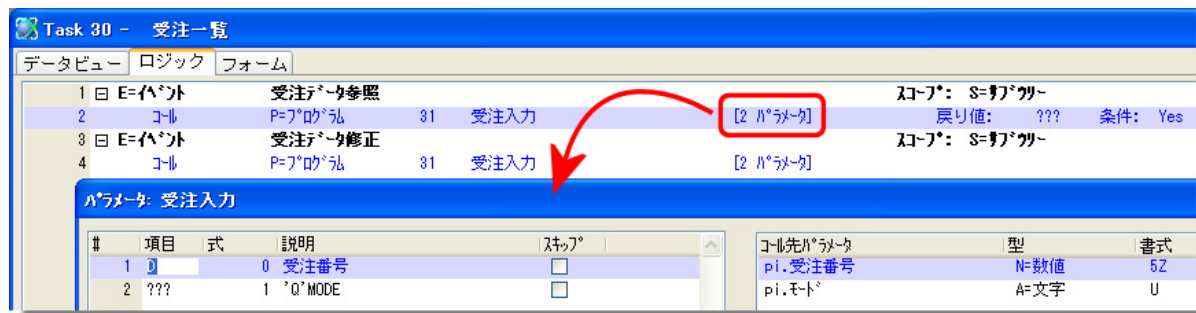 Task 30 - 受注一覧
データビュー ロジック フォーム
1 E=ｲﾍﾞﾝﾄ 受注ﾃﾞｰﾀ参照 ｽｺｰﾌﾟ: S=ｻﾌﾞﾂﾘｰ
2 ｺｰﾙ P=ﾌﾟﾛｸﾞﾗﾑ 31 受注入力 [2 ﾊﾟﾗﾒｰﾀ] 戻り値: ??? 条件: Yes
3 E=ｲﾍﾞﾝﾄ 受注ﾃﾞｰﾀ修正 ｽｺｰﾌﾟ: S=ｻﾌﾞﾂﾘｰ
4 ｺｰﾙ P=ﾌﾟﾛｸﾞﾗﾑ 31 受注入力 [2 ﾊﾟﾗﾒｰﾀ]
ﾊﾟﾗﾒｰﾀ: 受注入力
# 項目 式 説明 ｽｷｯﾌﾟ ｺｰﾙ先ﾊﾟﾗﾒｰﾀ 型 書式
1 D 0 受注番号 pi.受注番号 N=数値 5Z
2 ??? 1 'Q'MODE pi.ﾓｰﾄﾞ A=文字 U